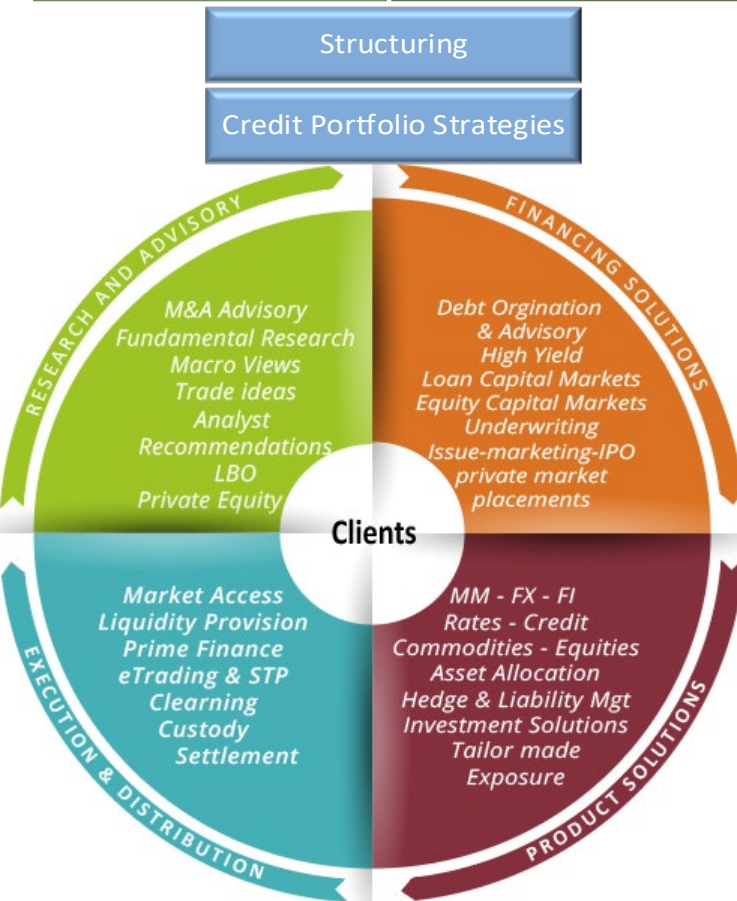 Structuring
Credit Portfolio Strategies
RESEARCH AND ADVISORY
M&A Advisory
Fundamental Research
Macro Views
Trade ideas
Analyst
Recommendations
LBO
Private Equity
FINANCING SOLUTIONS
Debt Orgination
& Advisory
High Yield
Loan Capital Markets
Equity Capital Markets
Underwriting
Issue-marketing-IPO
private market
placements
Clients
EXECUTION & DISTRIBUTION
Market Access
Liquidity Provision
Prime Finance
eTrading & STP
Clearning
Custody
Settlement
PRODUCT SOLUTIONS
MM - FX - FI
Rates - Credit
Commodities - Equities
Asset Allocation
Hedge & Liability Mgt
Investment Solutions
Tailor made
Exposure